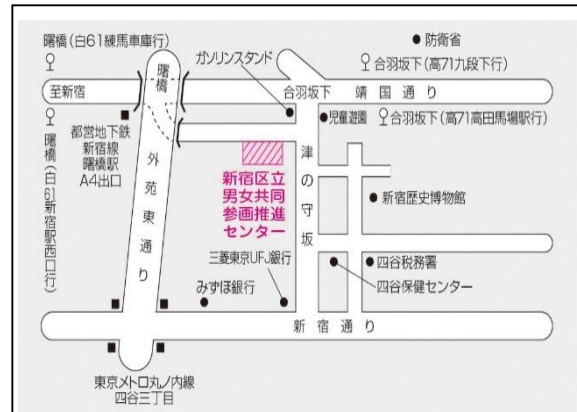 曙橋(白61練馬車庫行)
防衛省
ガソリンスタンド
合羽坂下(高71九段下行)
曙橋
至新宿
合羽坂下
靖国通り
児童遊園
合羽坂下(高71高田馬場駅行)
都営地下鉄
新宿線
曙橋駅
A4出口
曙橋(白61新宿駅西口行)
外苑東通り
津の守坂
新宿区立
男女共同
参画推進
センター
新宿歴史博物館
三菱東京UFJ銀行
四谷税務署
みずほ銀行
四谷保健センター
新宿通り
東京メトロ丸ノ内線
四谷三丁目